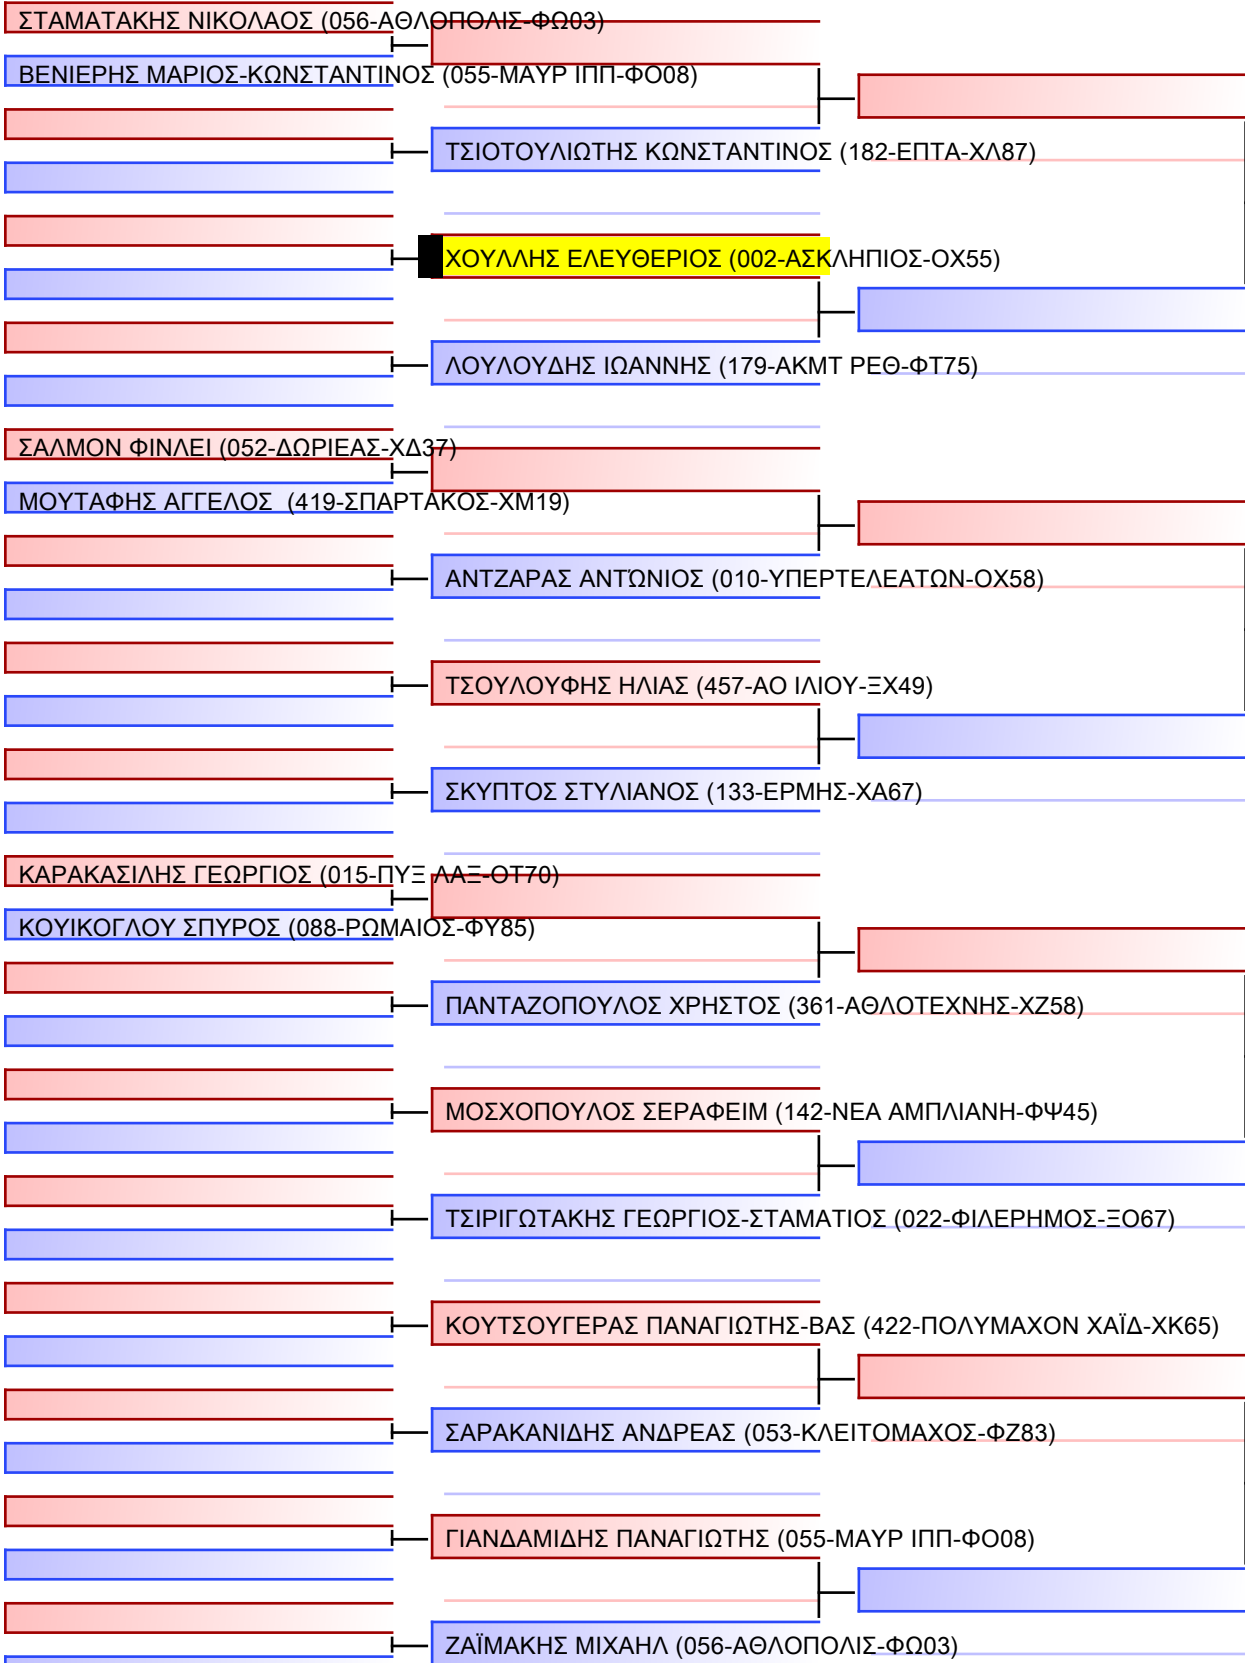 ΣΤΑΜΑΤΑΚΗΣ ΝΙΚΟΛΑΟΣ (056-ΑΘΛΟΠΟΛΙΣ-ΦΩ03)
ΒΕΝΙΕΡΗΣ ΜΑΡΙΟΣ-ΚΩΝΣΤΑΝΤΙΝΟΣ (055-ΜΑΥΡ ΙΠΠ-ΦΟ08)
ΤΣΙΟΤΟΥΛΙΩΤΗΣ ΚΩΝΣΤΑΝΤΙΝΟΣ (182-ΕΠΤΑ-ΧΛ87)
ΧΟΥΛΛΗΣ ΕΛΕΥΘΕΡΙΟΣ (002-ΑΣΚΛΗΠΙΟΣ-ΟΧ55)
ΛΟΥΛΟΥΔΗΣ ΙΩΑΝΝΗΣ (179-ΑΚΜΤ ΡΕΘ-ΦΤ75)
ΣΑΛΜΟΝ ΦΙΝΛΕΙ (052-ΔΩΡΙΕΑΣ-ΧΔ37)
ΜΟΥΤΑΦΗΣ ΑΓΓΕΛΟΣ  (419-ΣΠΑΡΤΑΚΟΣ-ΧΜ19)
ΑΝΤΖΑΡΑΣ ΑΝΤΏΝΙΟΣ (010-ΥΠΕΡΤΕΛΕΑΤΩΝ-ΟΧ58)
ΤΣΟΥΛΟΥΦΗΣ ΗΛΙΑΣ (457-ΑΟ ΙΛΙΟΥ-ΞΧ49)
ΣΚΥΠΤΟΣ ΣΤΥΛΙΑΝΟΣ (133-ΕΡΜΗΣ-ΧΑ67)
ΚΑΡΑΚΑΣΙΛΗΣ ΓΕΩΡΓΙΟΣ (015-ΠΥΞ ΛΑΞ-ΟΤ70)
ΚΟΥΙΚΟΓΛΟΥ ΣΠΥΡΟΣ (088-ΡΩΜΑΙΟΣ-ΦΥ85)
ΠΑΝΤΑΖΟΠΟΥΛΟΣ ΧΡΗΣΤΟΣ (361-ΑΘΛΟΤΕΧΝΗΣ-ΧΖ58)
ΜΟΣΧΟΠΟΥΛΟΣ ΣΕΡΑΦΕΙΜ (142-ΝΕΑ ΑΜΠΛΙΑΝΗ-ΦΨ45)
ΤΣΙΡΙΓΩΤΑΚΗΣ ΓΕΩΡΓΙΟΣ-ΣΤΑΜΑΤΙΟΣ (022-ΦΙΛΕΡΗΜΟΣ-ΞΟ67)
ΚΟΥΤΣΟΥΓΕΡΑΣ ΠΑΝΑΓΙΩΤΗΣ-ΒΑΣ (422-ΠΟΛΥΜΑΧΟΝ ΧΑΪΔ-ΧΚ65)
ΣΑΡΑΚΑΝΙΔΗΣ ΑΝΔΡΕΑΣ (053-ΚΛΕΙΤΟΜΑΧΟΣ-ΦΖ83)
ΓΙΑΝΔΑΜΙΔΗΣ ΠΑΝΑΓΙΩΤΗΣ (055-ΜΑΥΡ ΙΠΠ-ΦΟ08)
ΖΑΪΜΑΚΗΣ ΜΙΧΑΗΛ (056-ΑΘΛΟΠΟΛΙΣ-ΦΩ03)